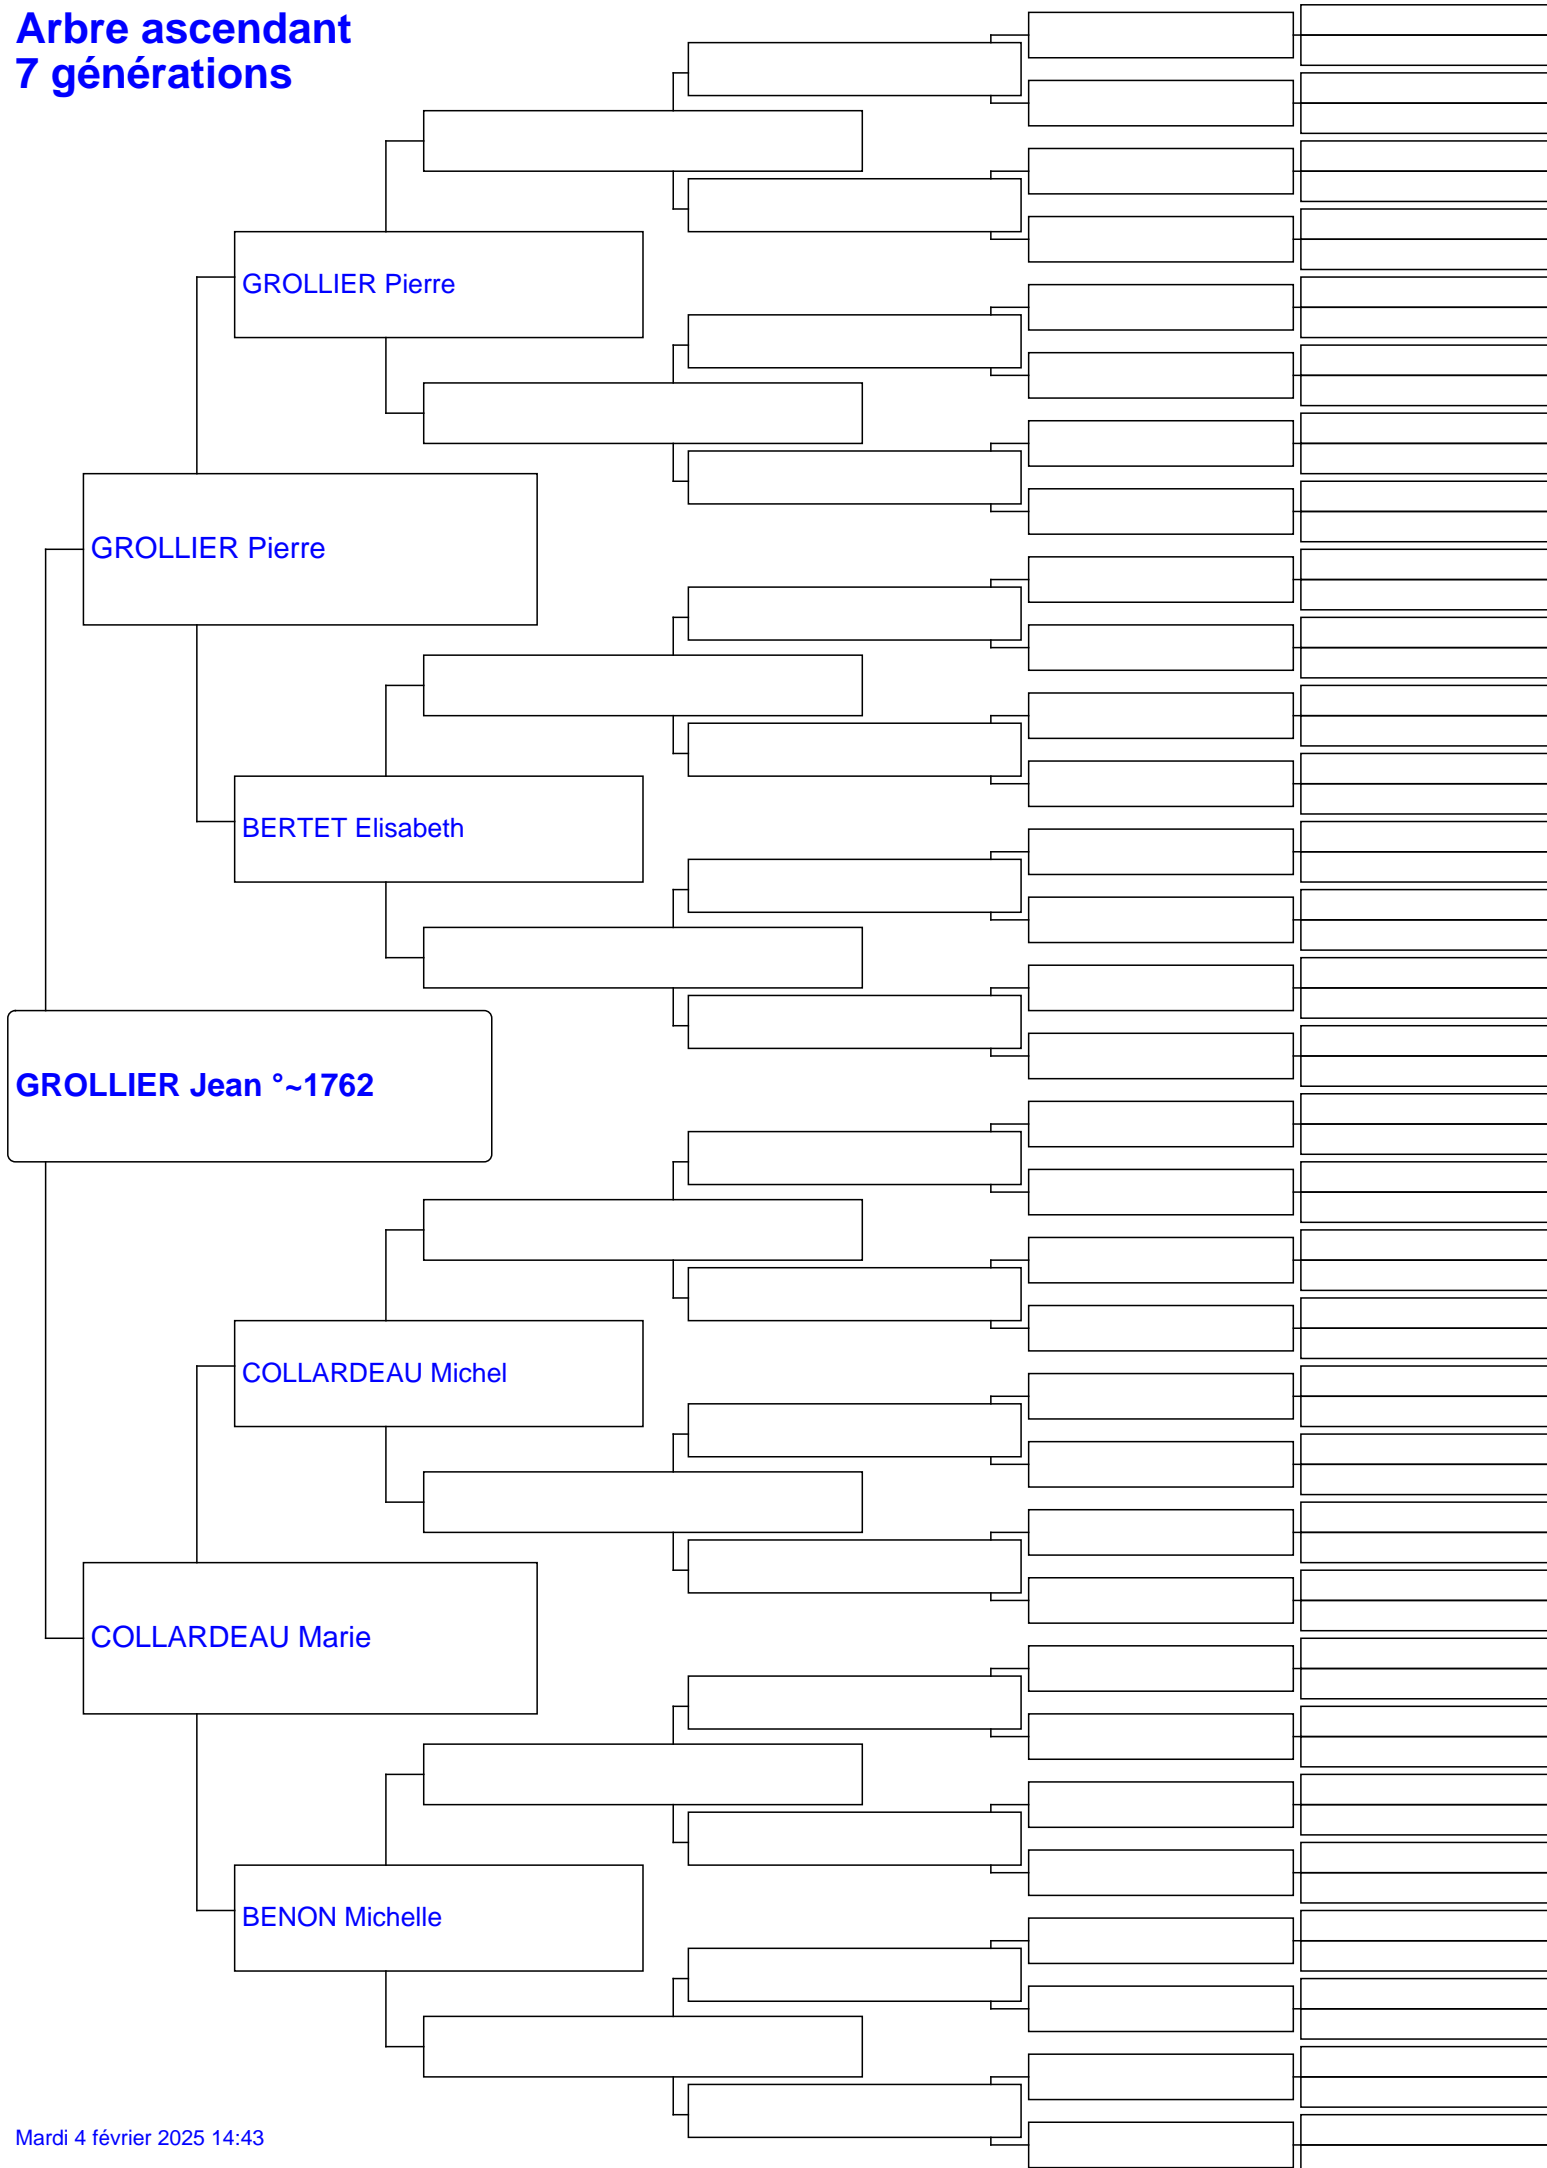 Arbre ascendant
7 générations
GROLLIER Pierre
GROLLIER Pierre
BERTET Elisabeth
GROLLIER Jean °~1762
COLLARDEAU Michel
COLLARDEAU Marie
BENON Michelle
Mardi 4 février 2025 14:43